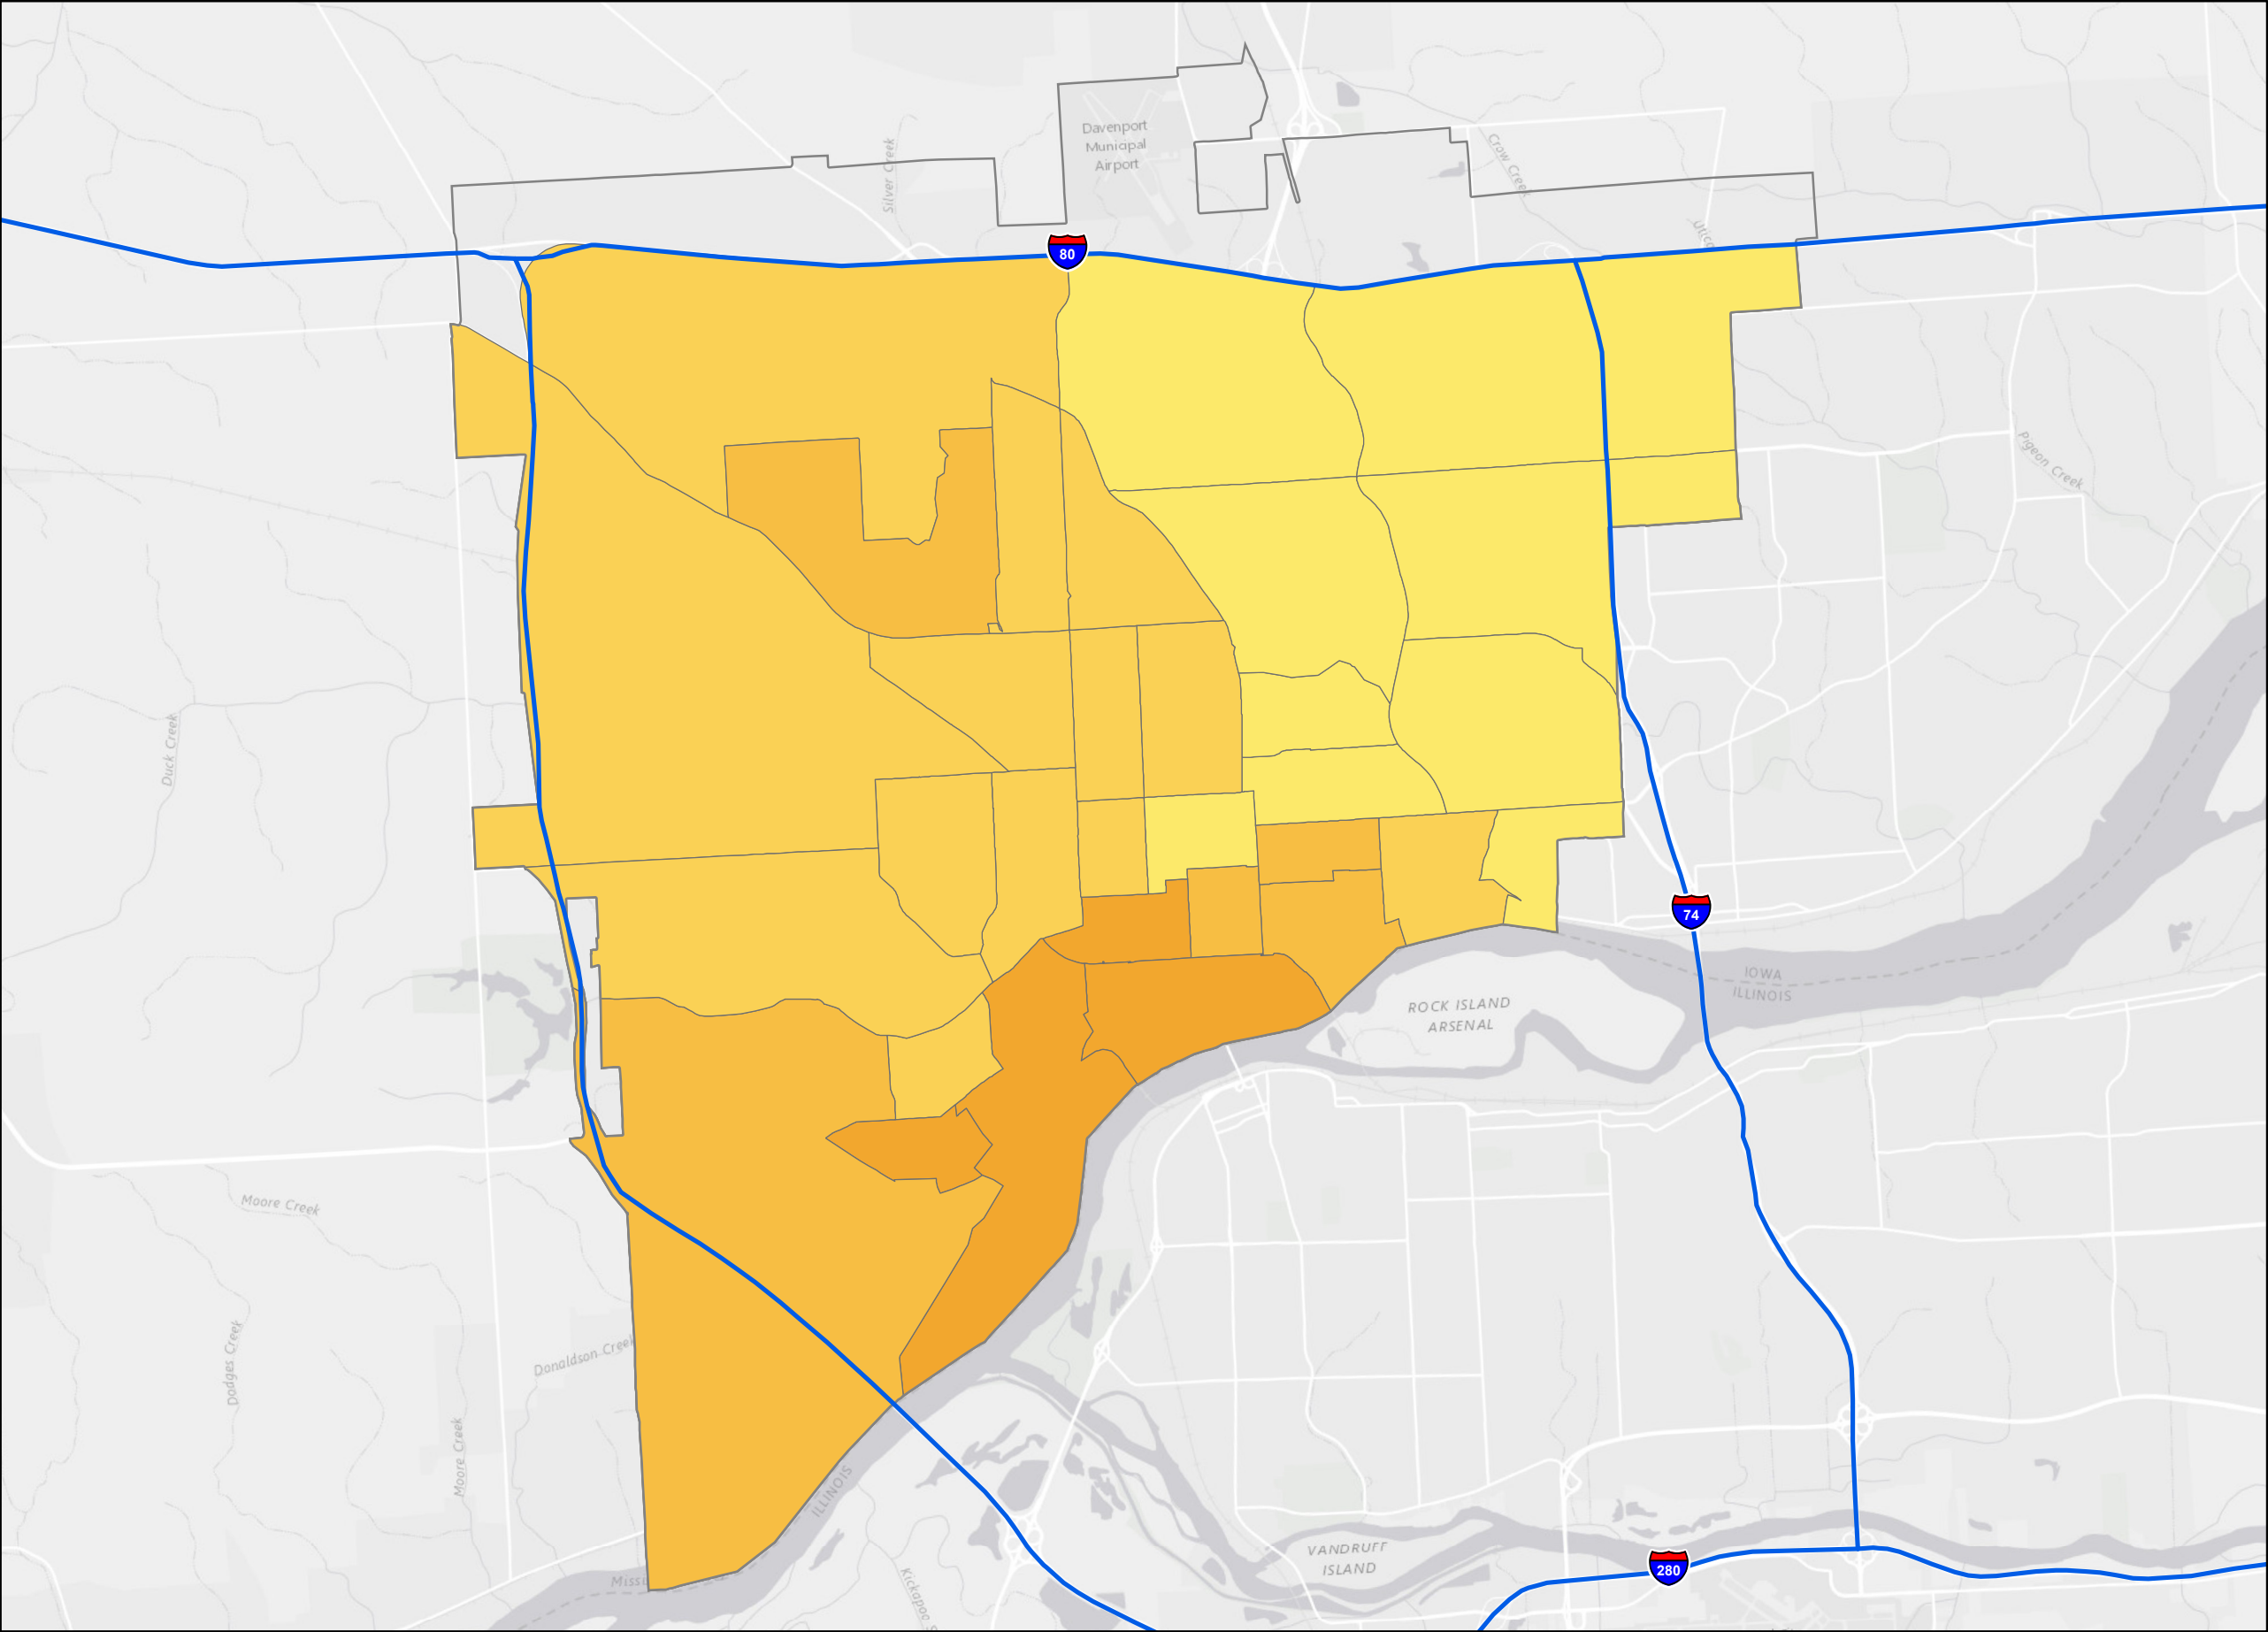 Davenport
Municipal
Airport
Silver Creek
Crow Creek
80
Pigeon Creek
Duck Creek
74
IOWA
ILLINOIS
ROCK ISLAND
ARSENAL
Moore Creek
Donaldson Creek
Dodges Creek
Moore Creek
ILLINOIS
VANDRUFF
ISLAND
280
Kickapoo